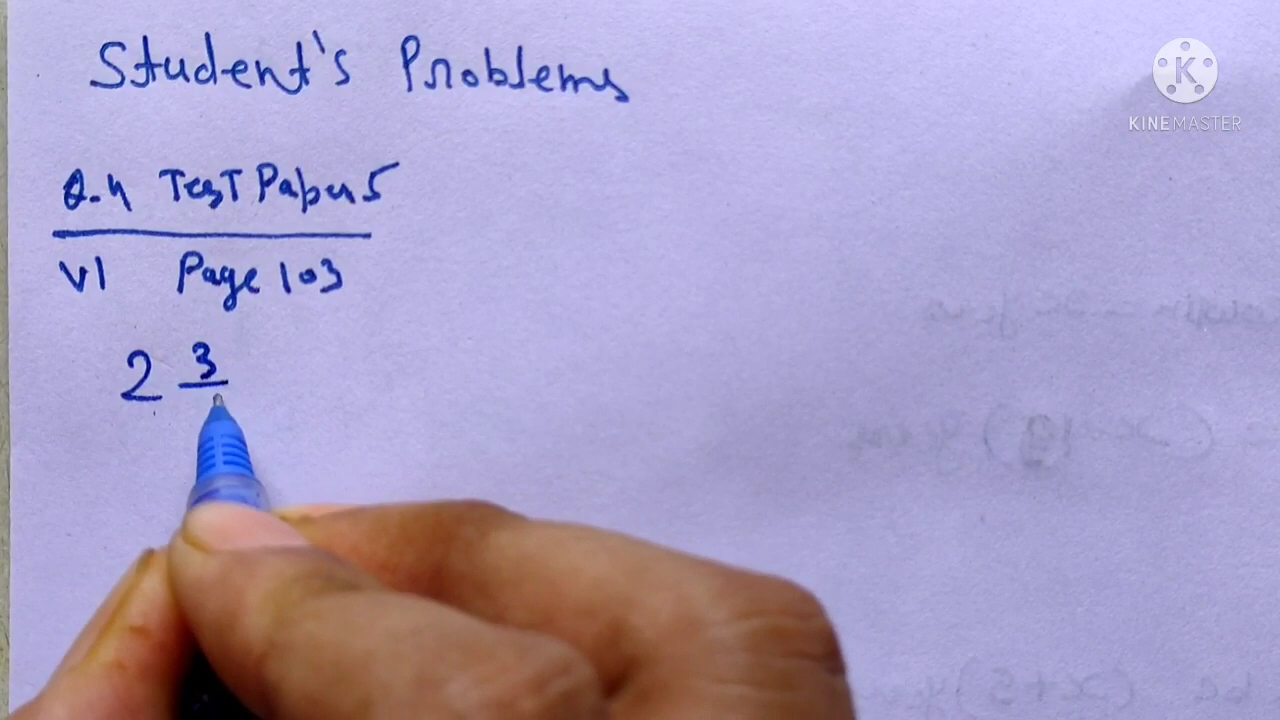 Student's Problems
K
KINEMASTER
Q.4 Test Paper 5
VI Page 103
2 3